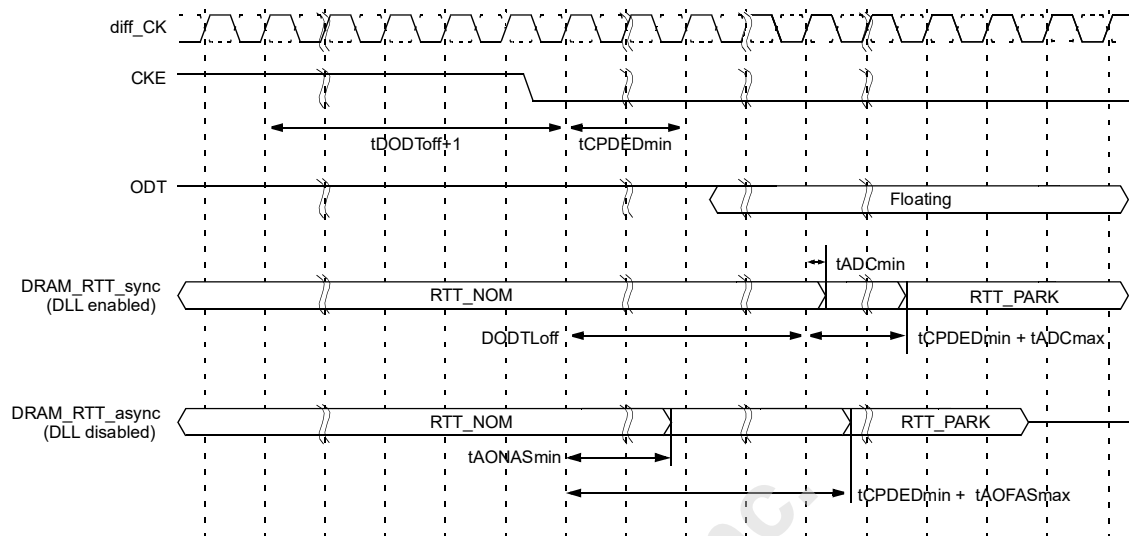 diff_CK
CKE
tDODToff+1
tCPDEDmin
ODT
Floating
tADCmin
DRAM_RTT_sync
(DLL enabled)
RTT_NOM
RTT_PARK
DODTLoff
tCPDEDmin + tADCmax
DRAM_RTT_async
(DLL disabled)
RTT_NOM
RTT_PARK
tAONASmin
tCPDEDmin + tAOFASmax
nc.